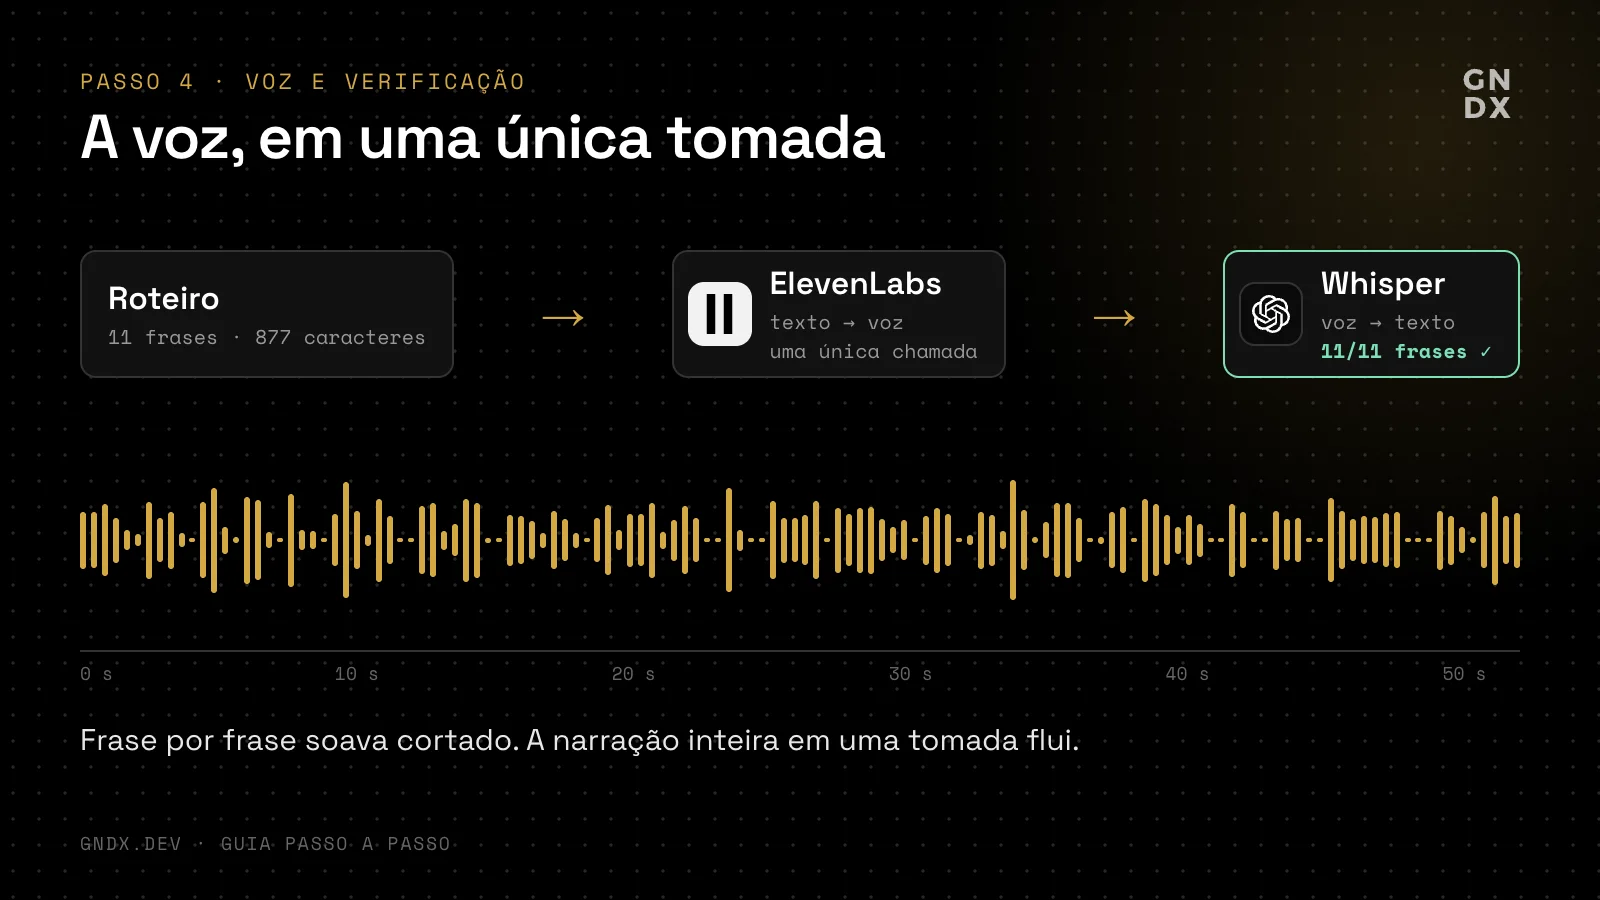 PASSO 4 · VOZ E VERIFICAÇÃO
GN
DX
A voz, em uma única tomada
Roteiro
11 frases · 877 caracteres
→
ElevenLabs
texto → voz
uma única chamada
→
Whisper
voz → texto
11/11 frases ✓
0 s 10 s 20 s 30 s 40 s 50 s
Frase por frase soava cortado. A narração inteira em uma tomada flui.
GNDX.DEV · GUIA PASSO A PASSO